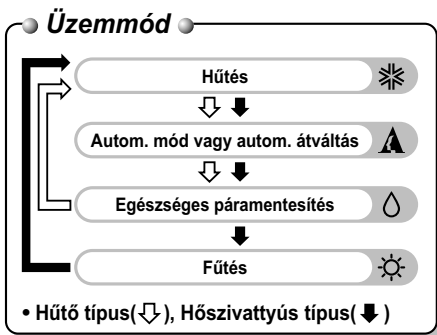 Üzemmód
Hűtés
Autom. mód vagy autom. átváltás
Egészséges páramentesítés
Fűtés
• Hűtő típus(⇩), Hőszivattyús típus(⬇)